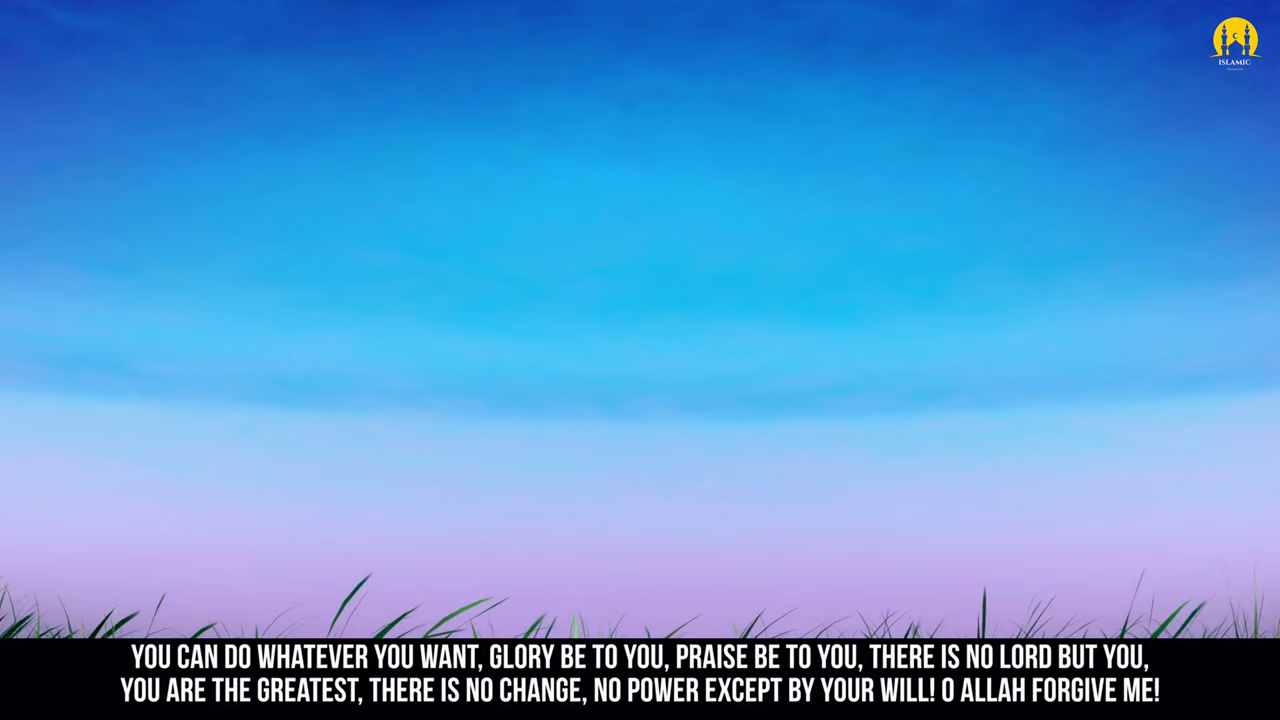 ISLAMIC
YOU CAN DO WHATEVER YOU WANT, GLORY BE TO YOU, PRAISE BE TO YOU, THERE IS NO LORD BUT YOU,
YOU ARE THE GREATEST, THERE IS NO CHANGE, NO POWER EXCEPT BY YOUR WILL! O ALLAH FORGIVE ME!